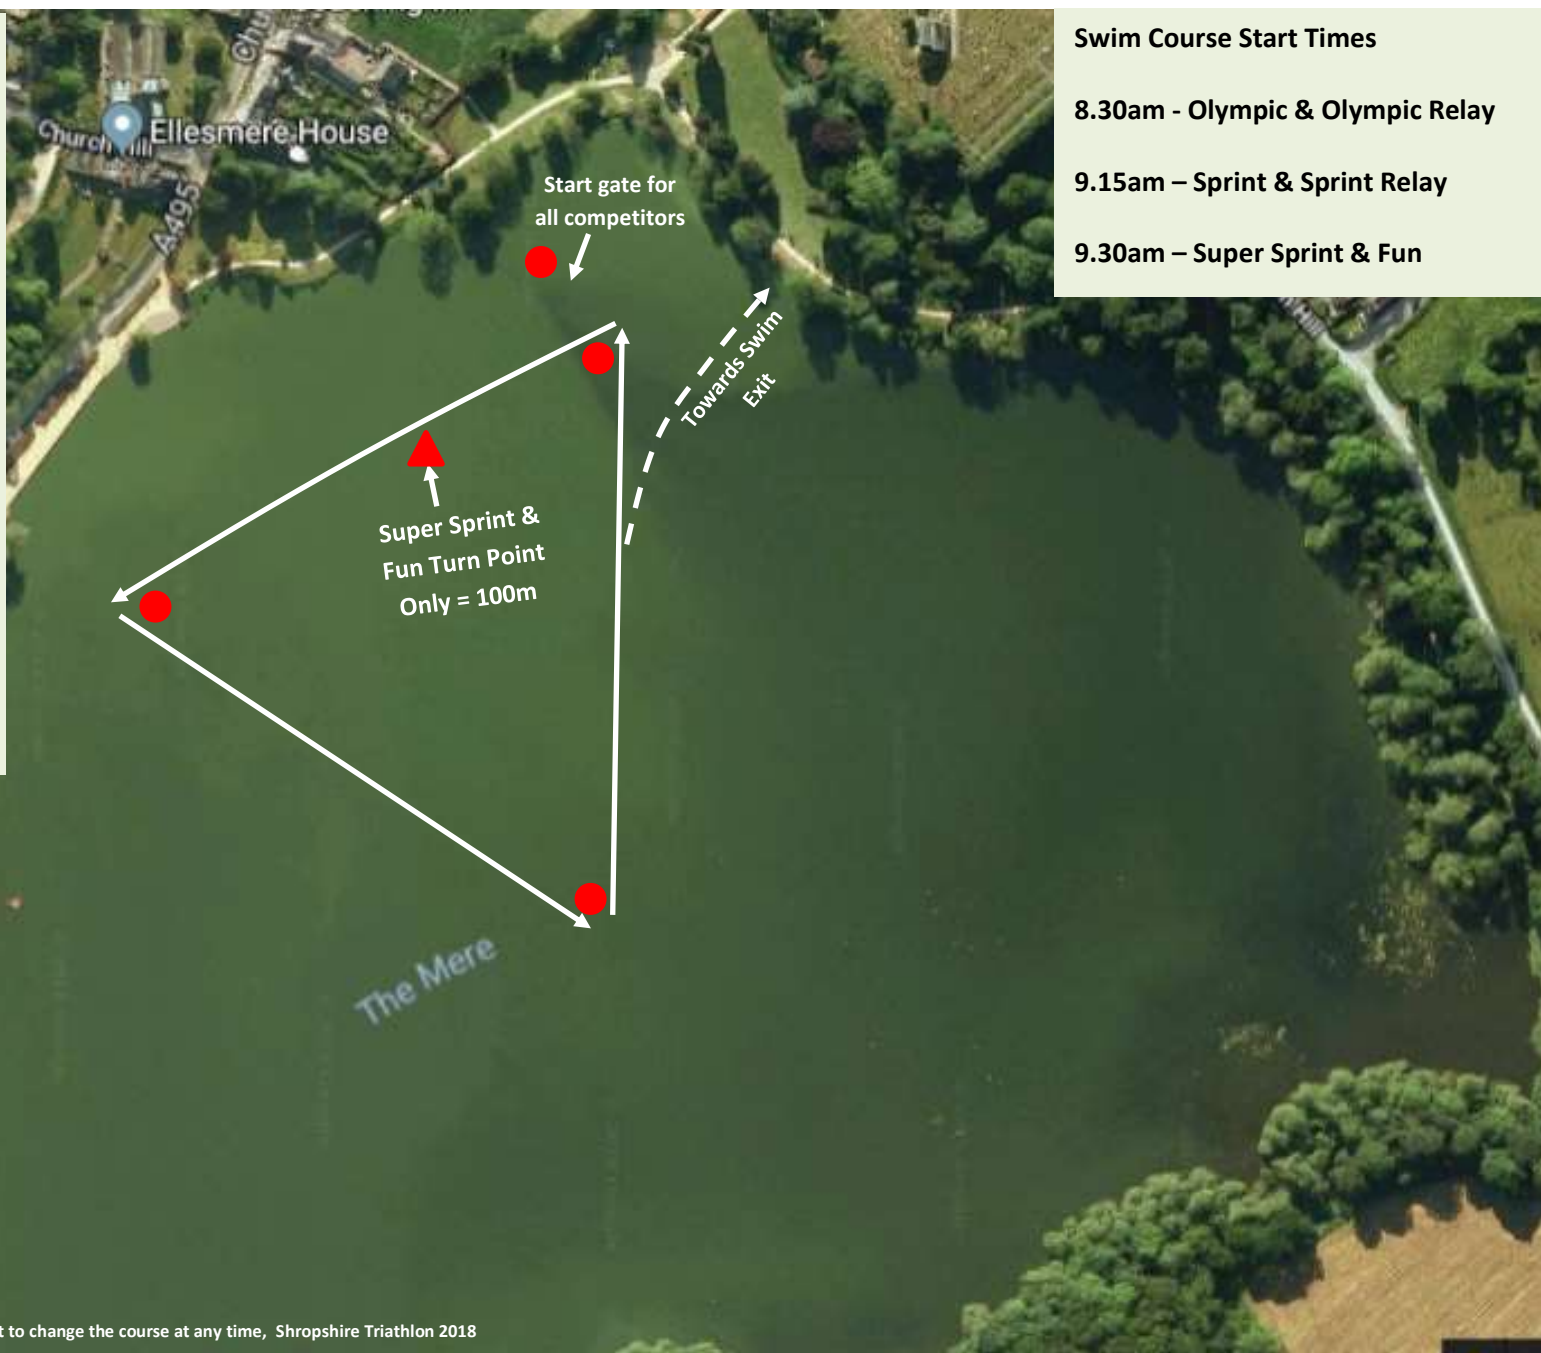 Swim Course Start Times
8.30am - Olympic & Olympic Relay
9.15am – Sprint & Sprint Relay
9.30am – Super Sprint & Fun
Ellesmere House
Church Hill
A495
Start gate for
all competitors
Towards Swim
Exit
Super Sprint &
Fun Turn Point
Only = 100m
The Mere
to change the course at any time, Shropshire Triathlon 2018